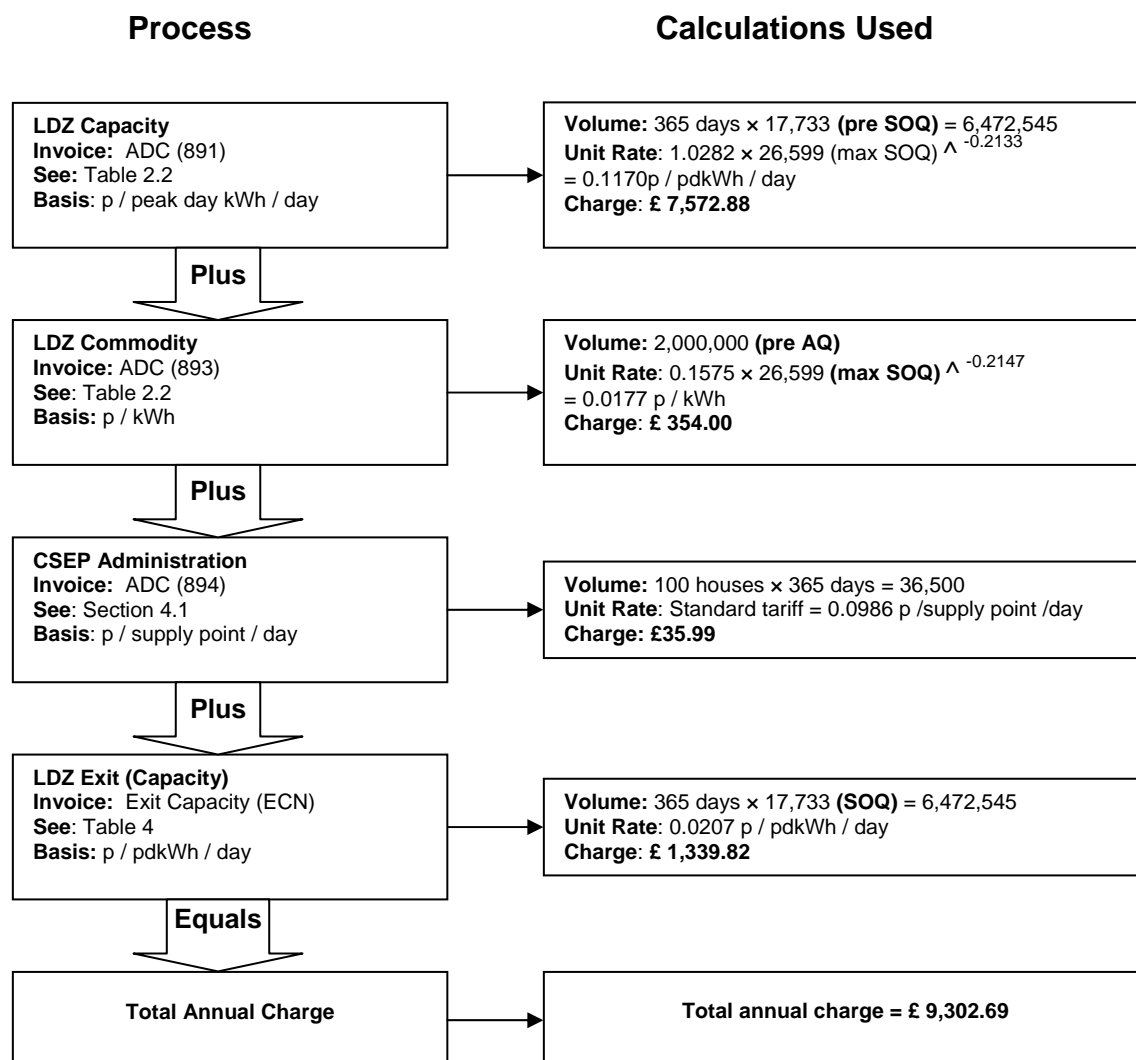 Process
Calculations Used
LDZ Capacity
Invoice: ADC (891)
See: Table 2.2
Basis: p / peak day kWh / day
Volume: 365 days × 17,733 (pre SOQ) = 6,472,545
Unit Rate: 1.0282 × 26,599 (max SOQ) ^ -0.2133
= 0.1170p / pdkWh / day
Charge: £ 7,572.88
Plus
LDZ Commodity
Invoice: ADC (893)
See: Table 2.2
Basis: p / kWh
Volume: 2,000,000 (pre AQ)
Unit Rate: 0.1575 × 26,599 (max SOQ) ^ -0.2147
= 0.0177 p / kWh
Charge: £ 354.00
Plus
CSEP Administration
Invoice: ADC (894)
See: Section 4.1
Basis: p / supply point / day
Volume: 100 houses × 365 days = 36,500
Unit Rate: Standard tariff = 0.0986 p /supply point /day
Charge: £35.99
Plus
LDZ Exit (Capacity)
Invoice: Exit Capacity (ECN)
See: Table 4
Basis: p / pdkWh / day
Volume: 365 days × 17,733 (SOQ) = 6,472,545
Unit Rate: 0.0207 p / pdkWh / day
Charge: £ 1,339.82
Equals
Total Annual Charge
Total annual charge = £ 9,302.69